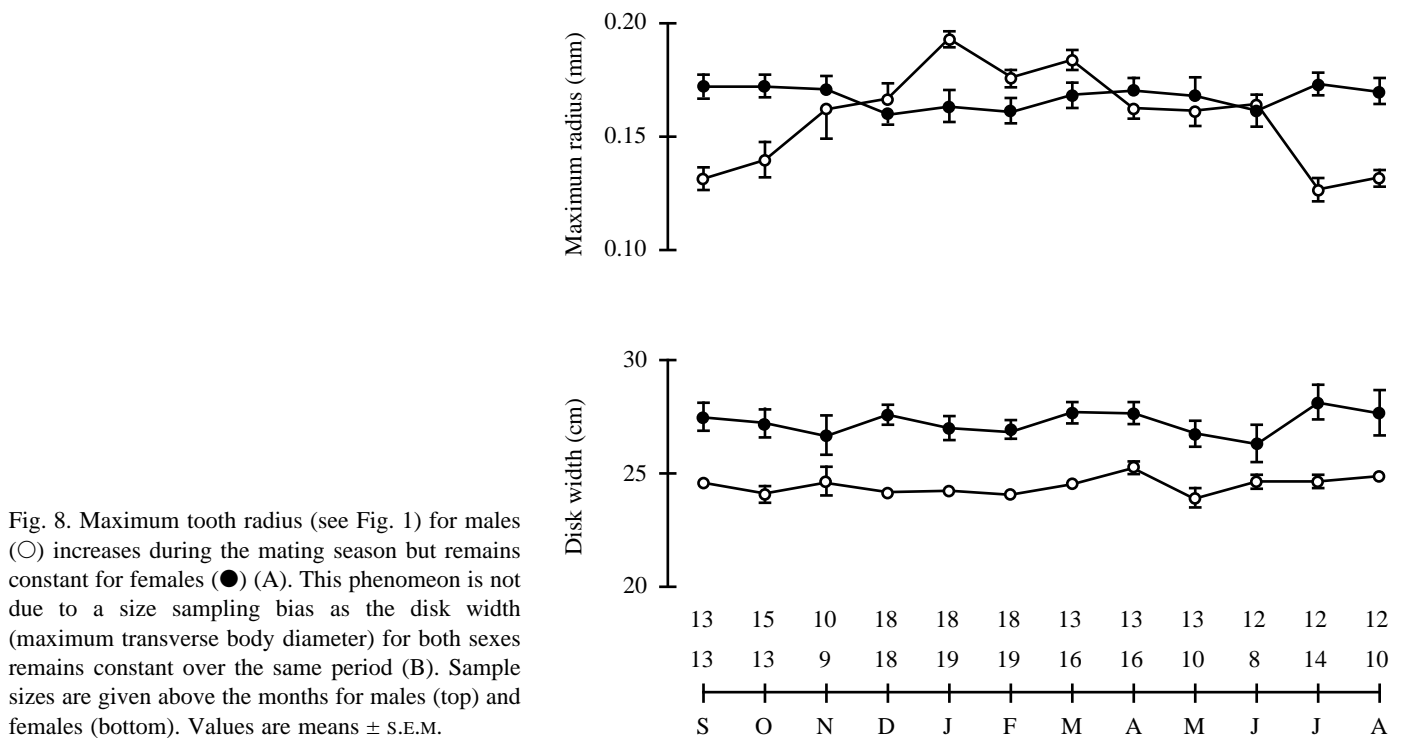 0.20
0.15
0.10
Maximum radius (mm)
30
25
20
Disk width (cm)
13 15 10 18 18 18 13 13 13 12 12 12
13 13 9 18 19 19 16 16 10 8 14 10
S O N D J F M A M J J A
Fig. 8. Maximum tooth radius (see Fig. 1) for males
(○) increases during the mating season but remains
constant for females (●) (A). This phenomeon is not
due to a size sampling bias as the disk width
(maximum transverse body diameter) for both sexes
remains constant over the same period (B). Sample
sizes are given above the months for males (top) and
females (bottom). Values are means ± S.E.M.